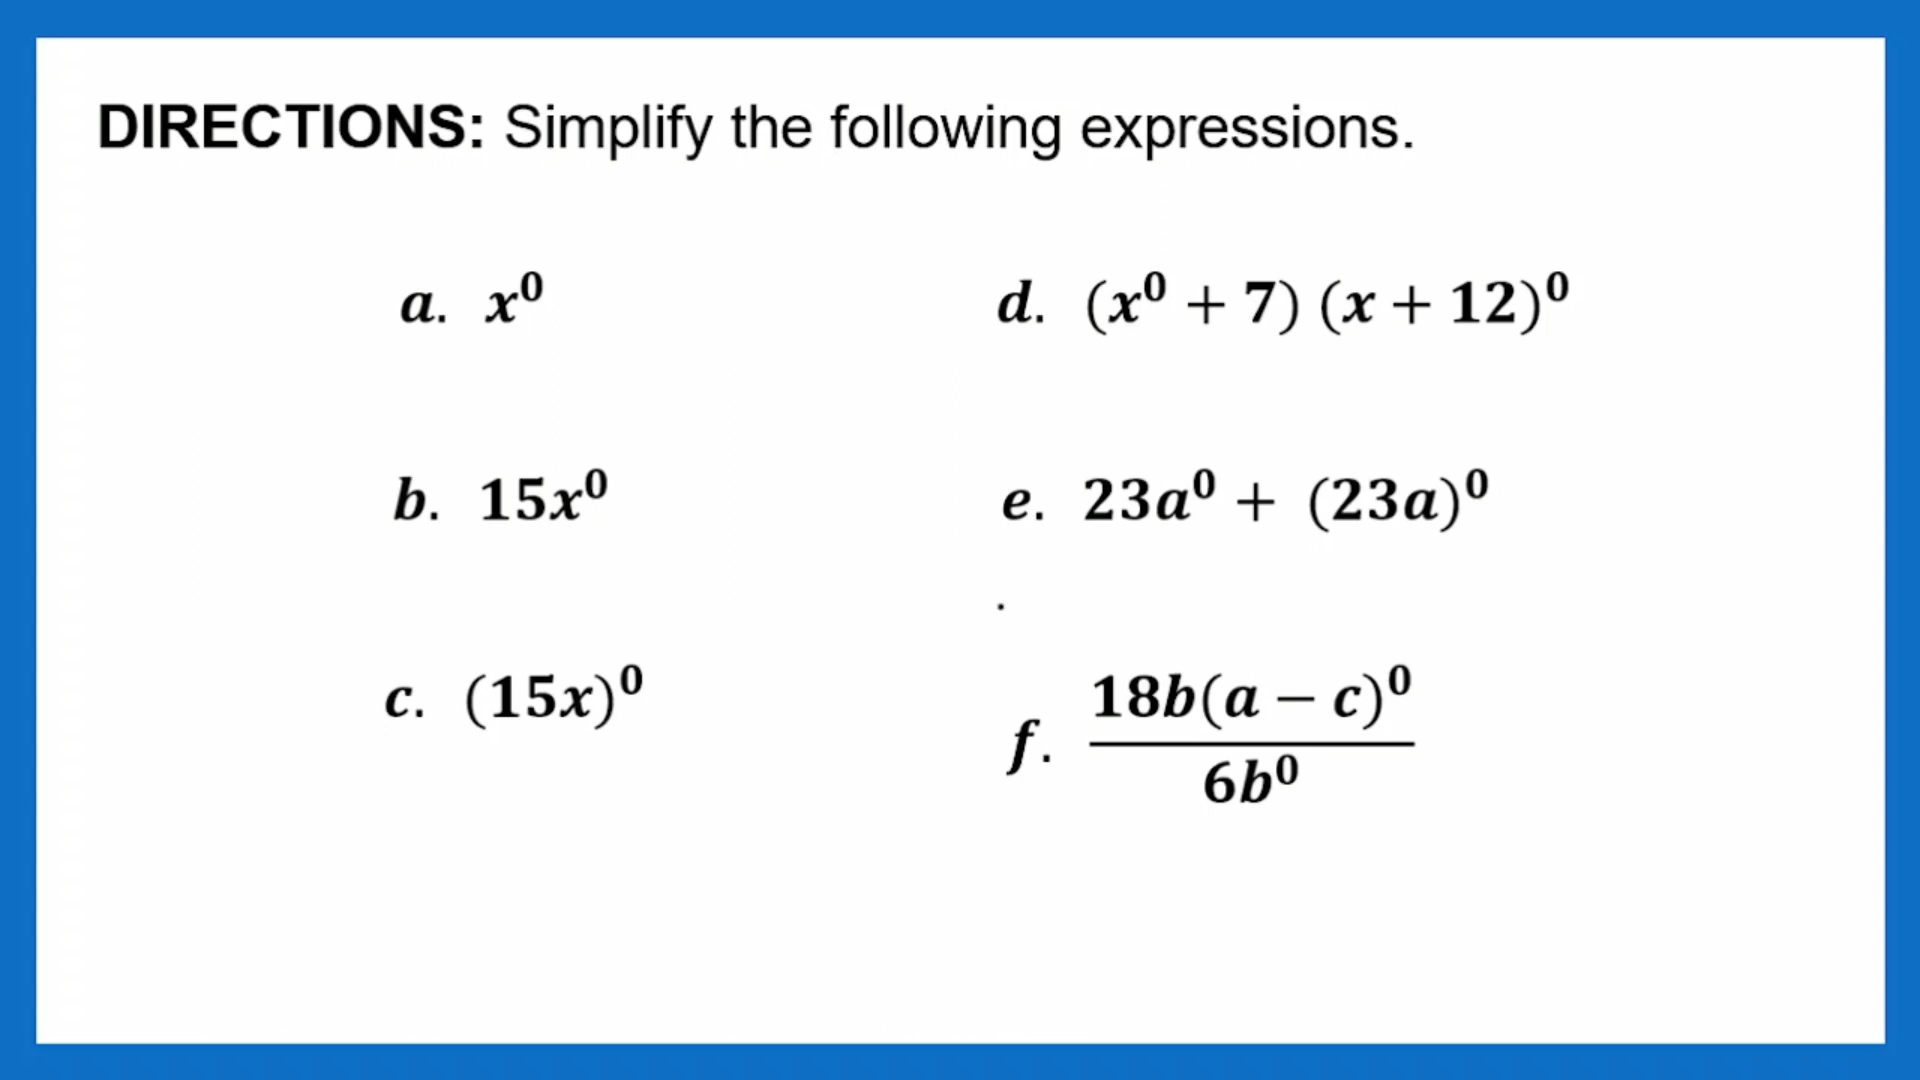 DIRECTIONS: Simplify the following expressions.
a. x⁰
b. 15x⁰
c. (15x)⁰
d. (x⁰ + 7) (x + 12)⁰
e. 23a⁰ + (23a)⁰
.
f. 18b(a − c)⁰
6b⁰